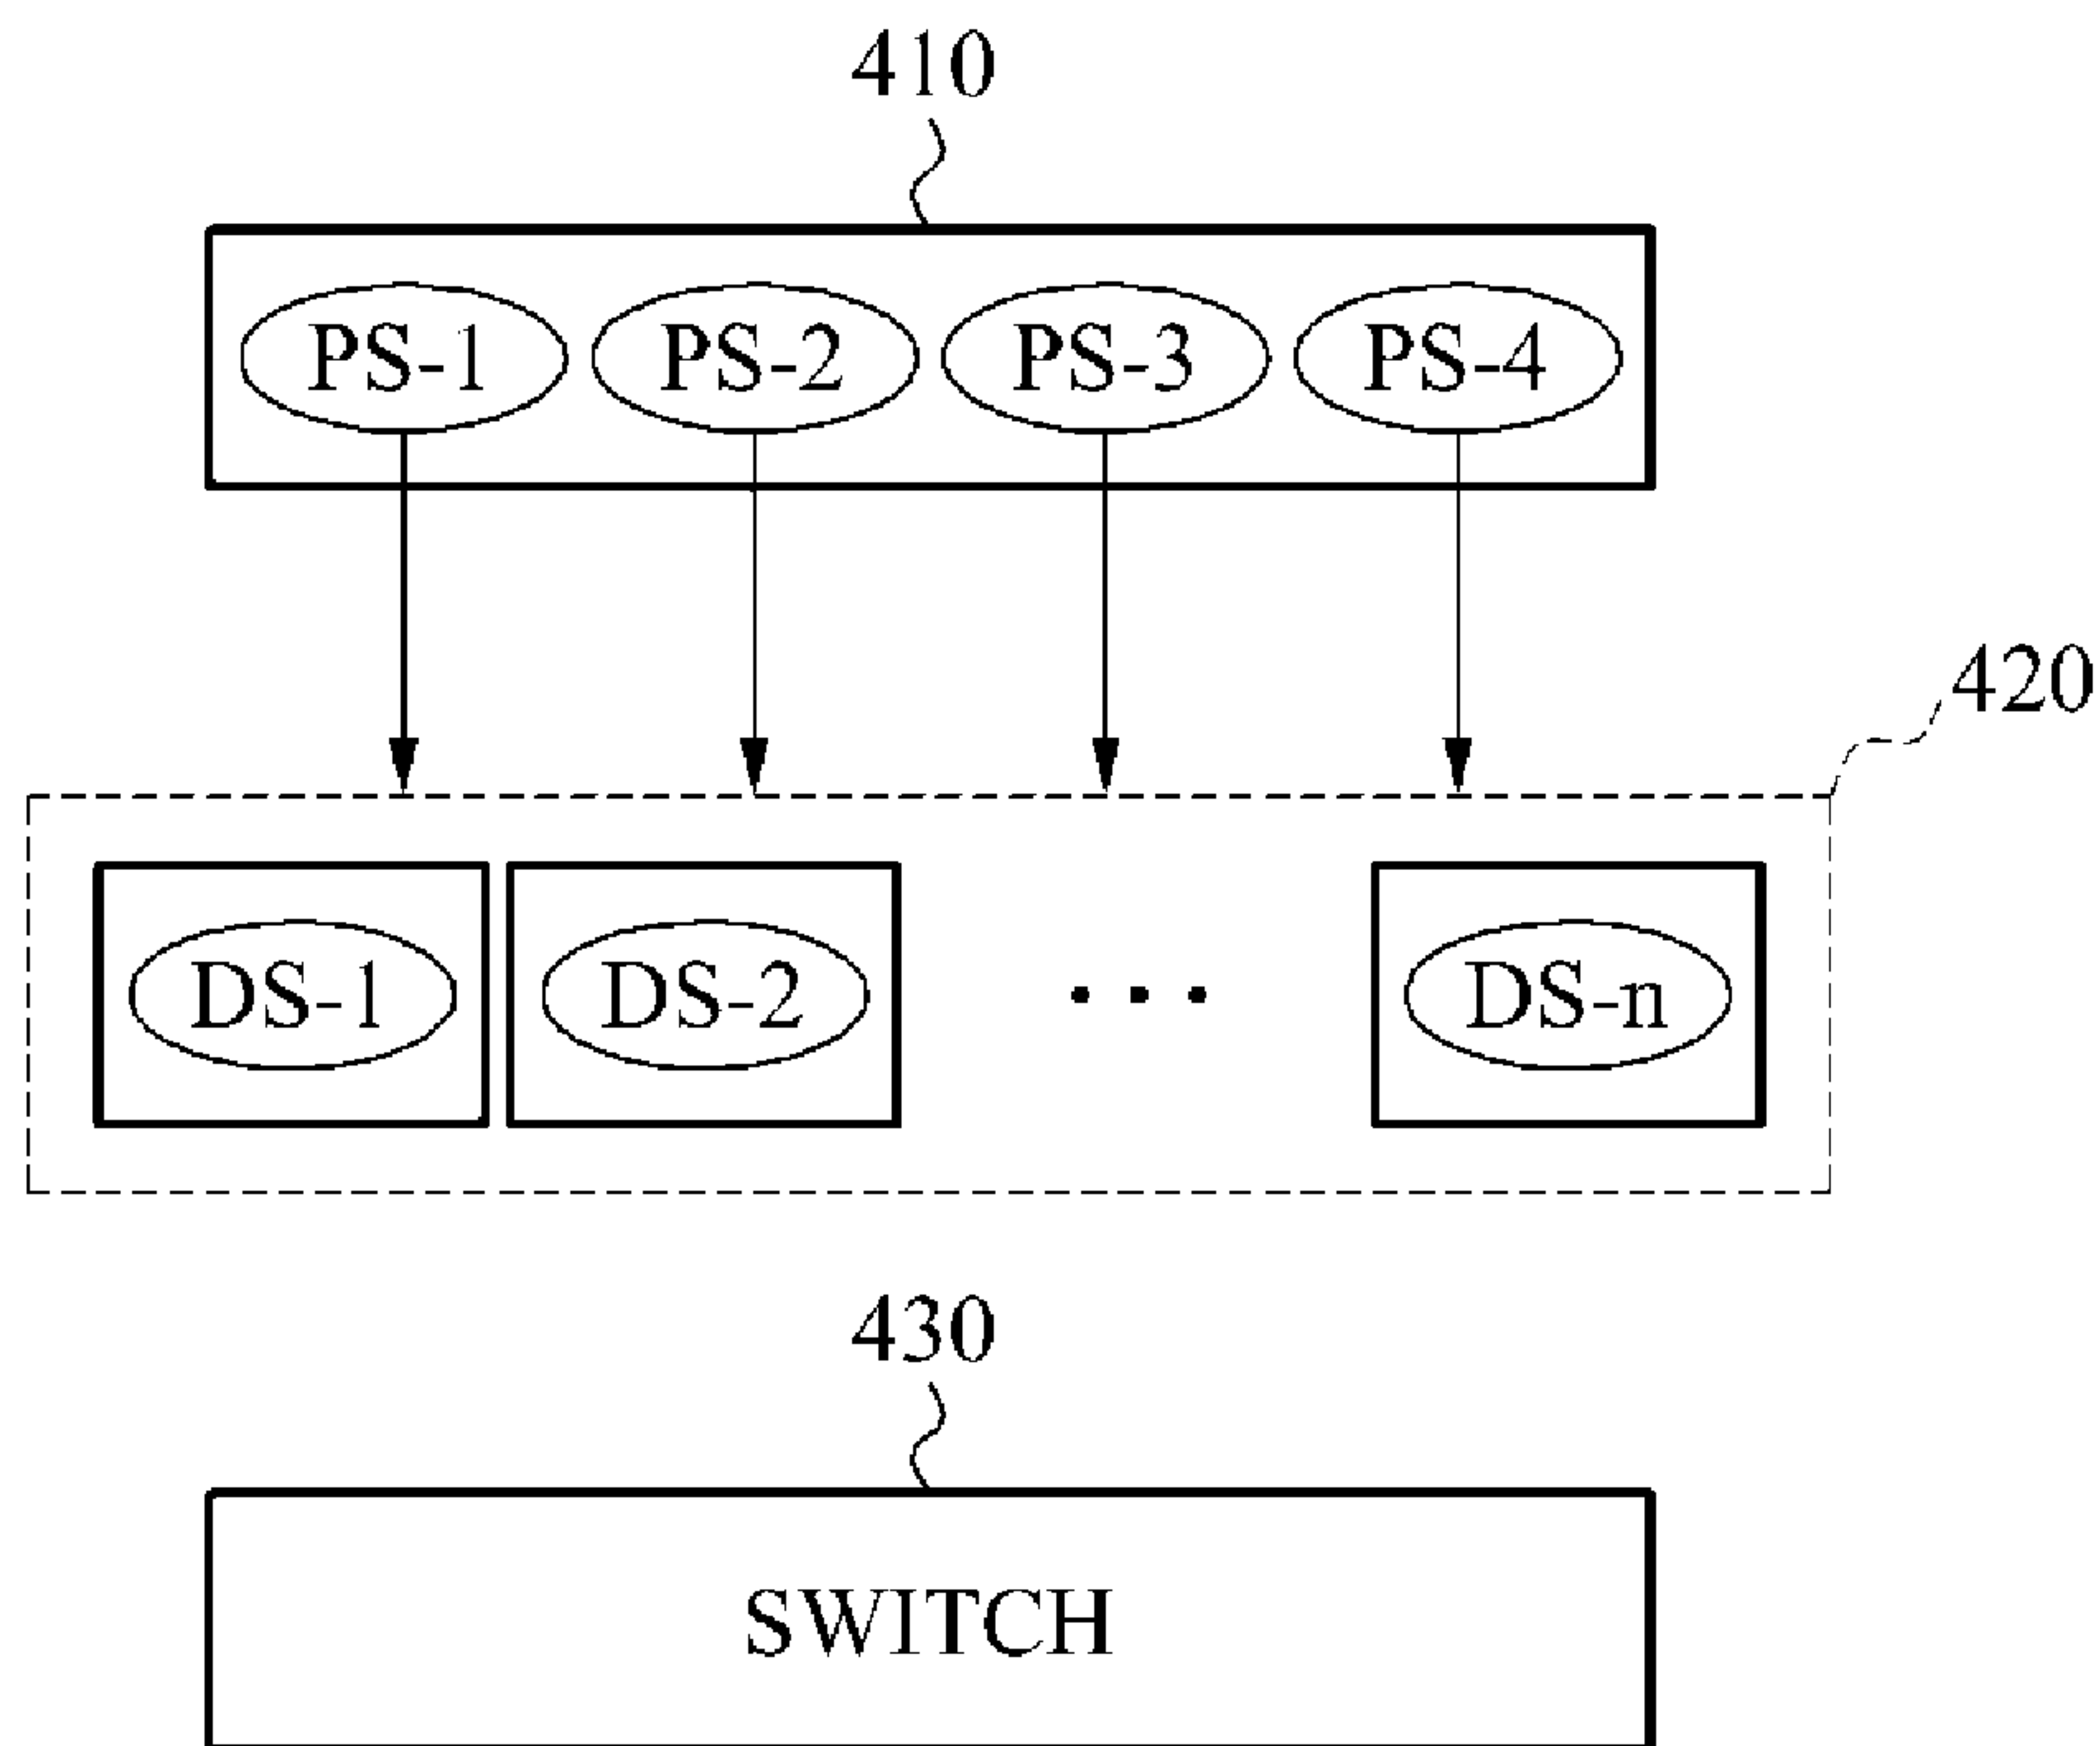 410
PS-1 PS-2 PS-3 PS-4
420
DS-1 DS-2 • • • DS-n
430
SWITCH